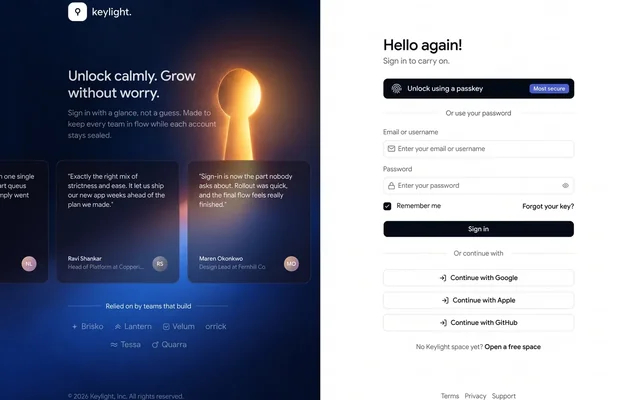 keylight.
Unlock calmly. Grow
without worry.
Sign in with a glance, not a guess. Made to
keep every team in flow while each account
stays sealed.
n one single
art queus
mply went
NL
"Exactly the right mix of
strictness and ease. It let us ship
our new app weeks ahead of the
plan we made."
Ravi Shankar
Head of Platform at Copperi...
RS
"Sign-in is now the part nobody
asks about. Rollout was quick,
and the final flow feels really
finished."
Maren Okonkwo
Design Lead at Fernhill Co
MO
Relied on by teams that build
Brisko
Lantern
Velum
orrick
Tessa
Quarra
© 2026 Keylight, Inc. All rights reserved.
Hello again!
Sign in to carry on.
Unlock using a passkey
Most secure
Or use your password
Email or username
Enter your email or username
Password
Enter your password
Remember me
Forgot your key?
Sign in
Or continue with
Continue with Google
Continue with Apple
Continue with GitHub
No Keylight space yet? Open a free space
Terms
Privacy
Support